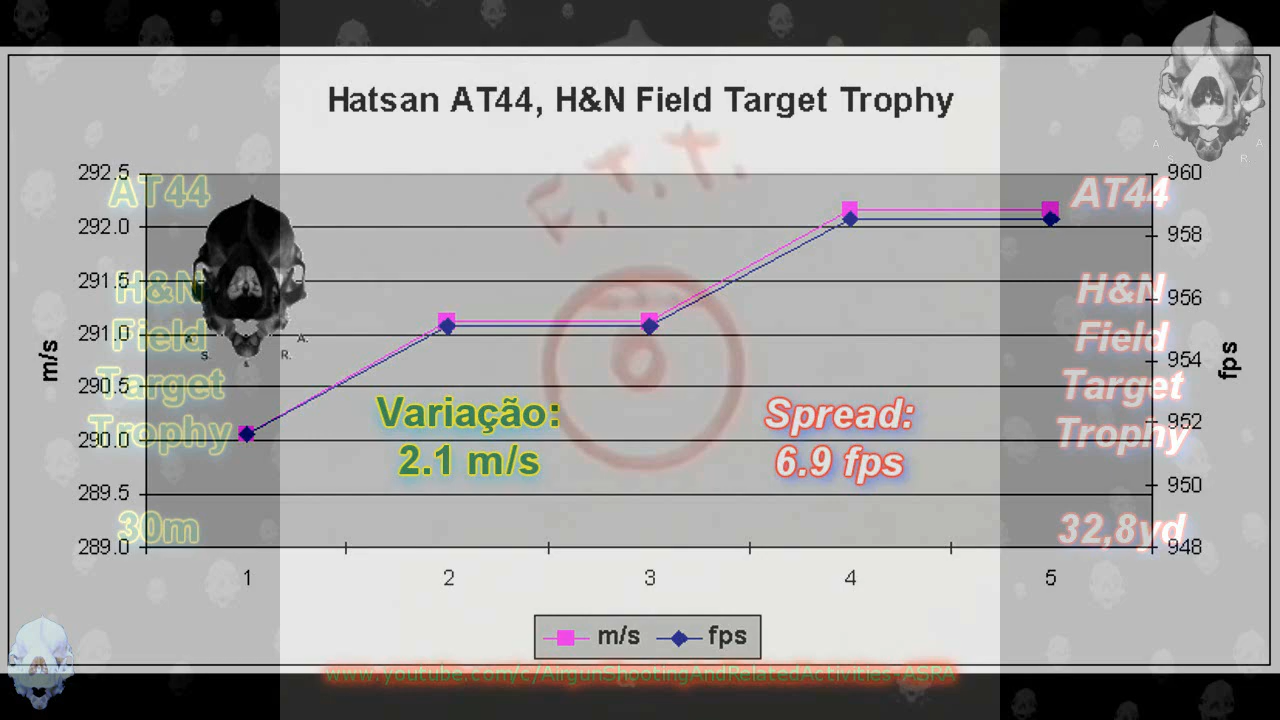 Hatsan AT44, H&N Field Target Trophy
F.T.T.
292.5
292.0
291.5
291.0
290.5
290.0
289.5
289.0
m/s
960
958
956
954
952
950
948
fps
AT44
H&N
Field
Target
Trophy
30m
AT44
H&N
Field
Target
Trophy
32,8yd
A. A.
S. R.
A A
S R
Variação:
2.1 m/s
Spread:
6.9 fps
1 2 3 4 5
m/s fps
www.youtube.com/c/AirgunShootingAndRelatedActivities-ASRA